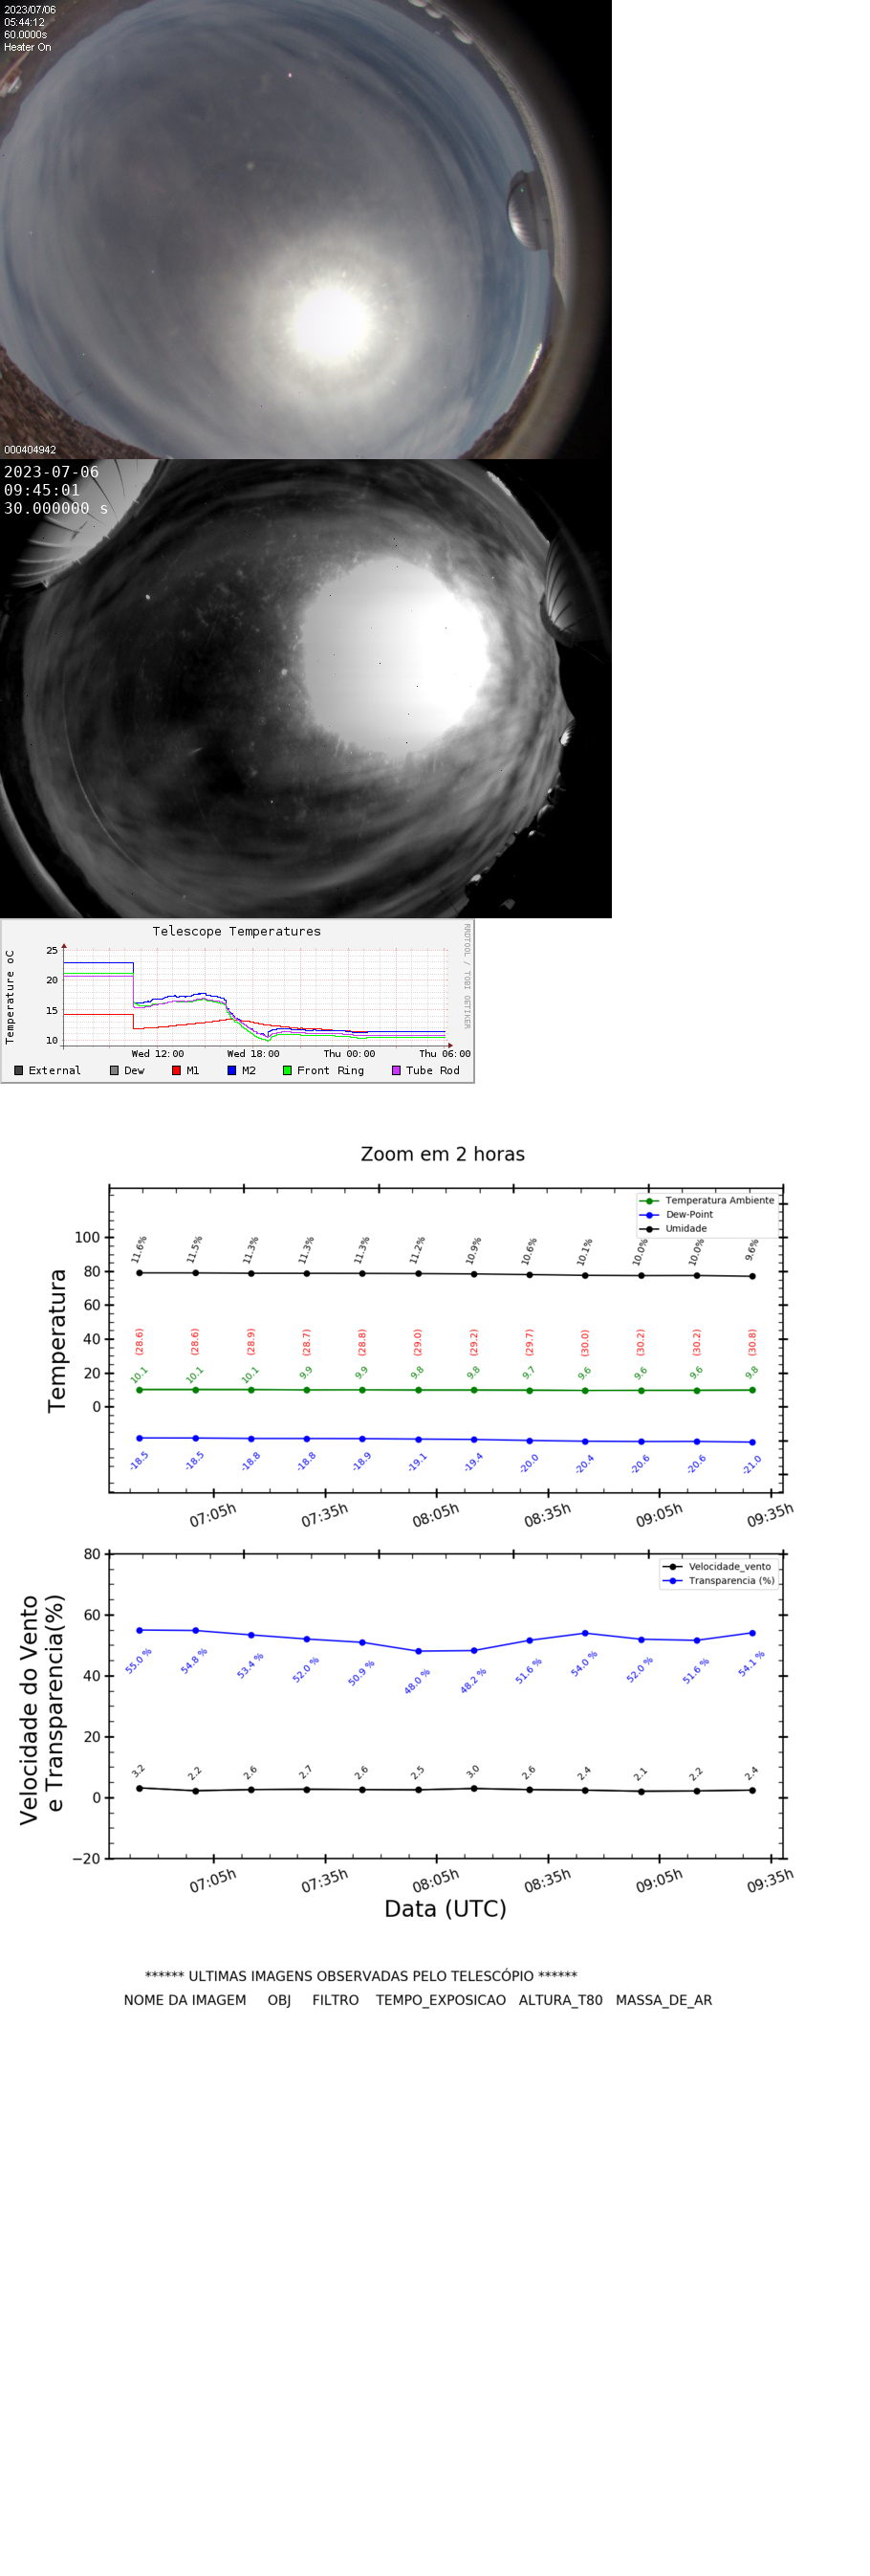 2023/07/06
05:44:12
60.0000s
Heater On
000404942
2023-07-06
09:45:01
30.000000 s
Telescope Temperatures
RRDTOOL / TOBI OETIKER
Temperature oC
25
20
15
10
Wed 12:00 Wed 18:00 Thu 00:00 Thu 06:00
External Dew M1 M2 Front Ring Tube Rod
Zoom em 2 horas
Temperatura
100
80
60
40
20
0
Temperatura Ambiente
Dew-Point
Umidade
11.6% 11.5% 11.3% 11.3% 11.3% 11.2% 10.9% 10.6% 10.1% 10.0% 10.0% 9.6%
(28.6) (28.6) (28.9) (28.7) (28.8) (29.0) (29.2) (29.7) (30.0) (30.2) (30.2) (30.8)
10.1 10.1 10.1 9.9 9.9 9.8 9.8 9.7 9.6 9.6 9.6 9.8
-18.5 -18.5 -18.8 -18.8 -18.9 -19.1 -19.4 -20.0 -20.4 -20.6 -20.6 -21.0
07:05h 07:35h 08:05h 08:35h 09:05h 09:35h
Velocidade do Vento
e Transparencia(%)
80
60
40
20
0
−20
Velocidade_vento
Transparencia (%)
55.0 % 54.8 % 53.4 % 52.0 % 50.9 % 48.0 % 48.2 % 51.6 % 54.0 % 52.0 % 51.6 % 54.1 %
3.2 2.2 2.6 2.7 2.6 2.5 3.0 2.6 2.4 2.1 2.2 2.4
07:05h 07:35h 08:05h 08:35h 09:05h 09:35h
Data (UTC)
****** ULTIMAS IMAGENS OBSERVADAS PELO TELESCÓPIO ******
NOME DA IMAGEM OBJ FILTRO TEMPO_EXPOSICAO ALTURA_T80 MASSA_DE_AR